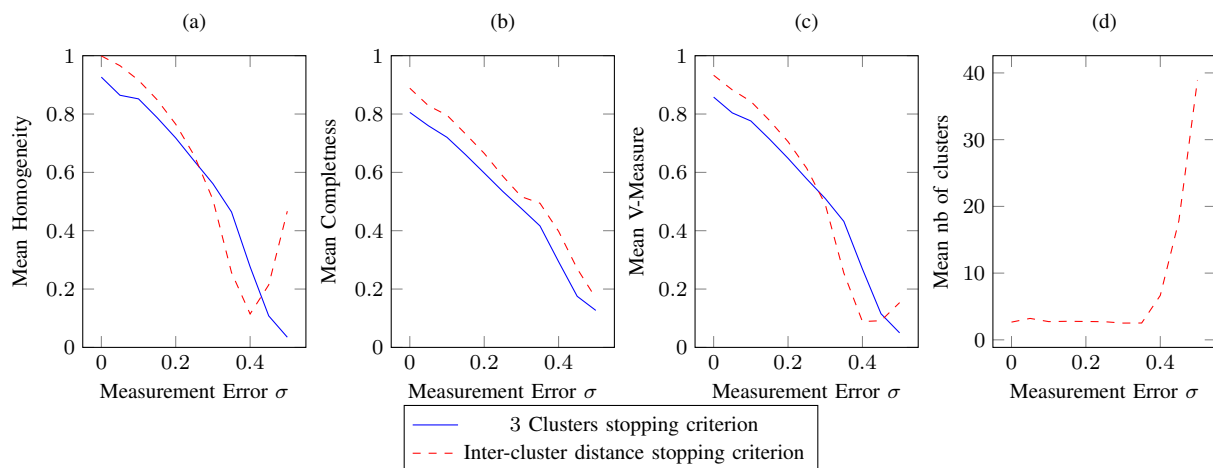 (a)
(b)
(c)
(d)
1
0.8
0.6
0.4
0.2
0
0
0.2
0.4
Mean Homogeneity
Measurement Error σ
1
0.8
0.6
0.4
0.2
0
0
0.2
0.4
Mean Completness
Measurement Error σ
1
0.8
0.6
0.4
0.2
0
0
0.2
0.4
Mean V-Measure
Measurement Error σ
40
30
20
10
0
0
0.2
0.4
Mean nb of clusters
Measurement Error σ
3 Clusters stopping criterion
Inter-cluster distance stopping criterion